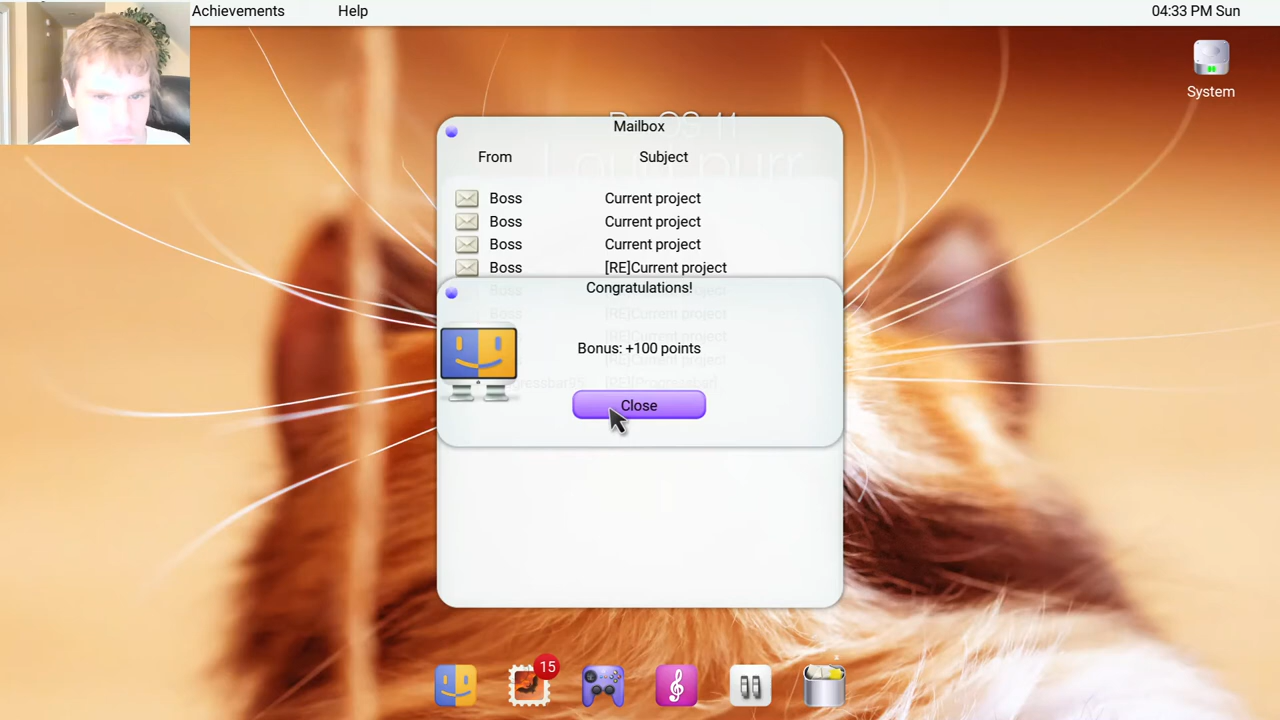 Achievements Help 04:33 PM Sun
System
Mailbox
From Subject
Boss Current project
Boss Current project
Boss Current project
Boss [RE]Current project
Congratulations!
Bonus: +100 points
Close
15